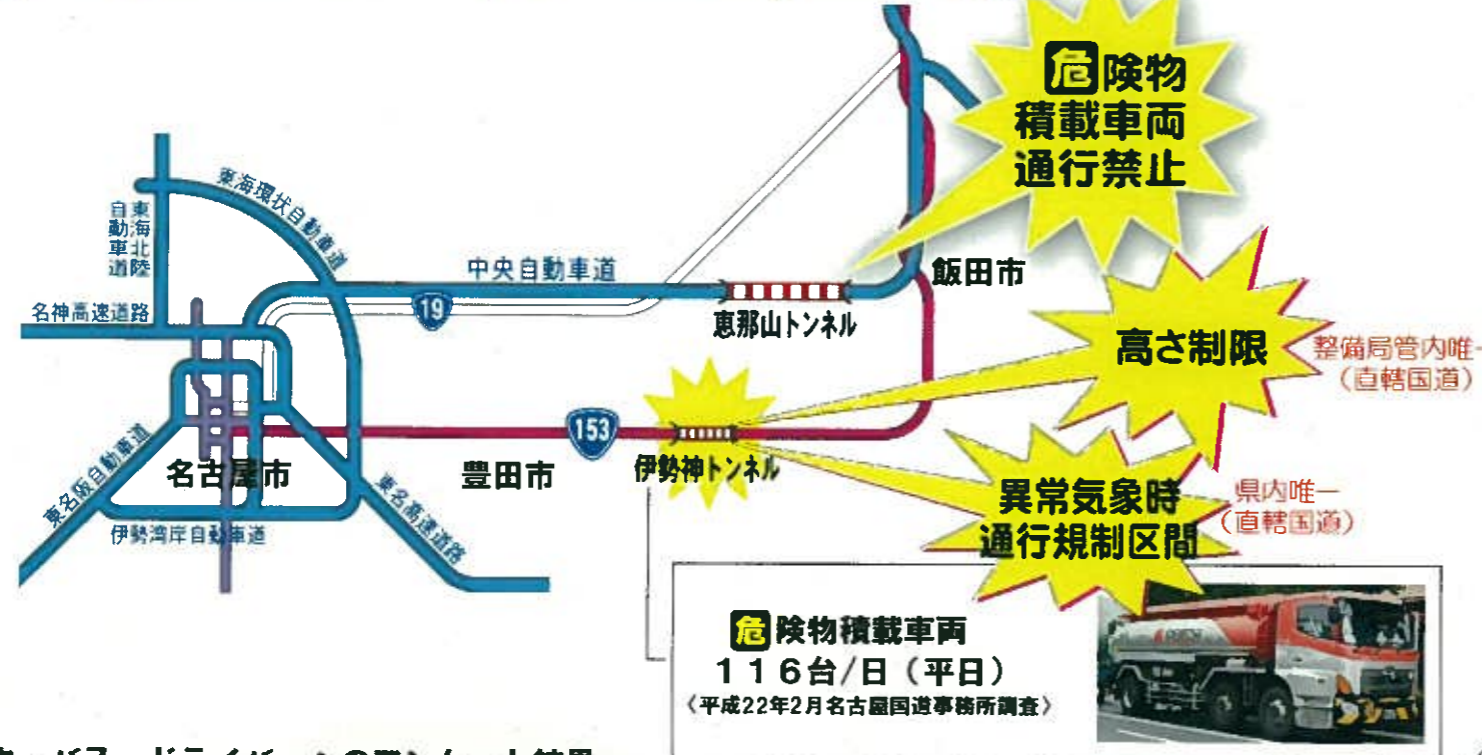 危険物
積載車両
通行禁止
東海環状自動車道
東海北陸
自動車道
中央自動車道
飯田市
名神高速道路
19
恵那山トンネル
高さ制限
整備局管内唯一
（直轄国道）
153
伊勢神トンネル
名古屋市
豊田市
東名阪自動車道
東名高速道路
伊勢湾岸自動車道
異常気象時
通行規制区間
県内唯一
（直轄国道）
危険物積載車両
116台/日（平日）
〈平成22年2月名古屋国道事務所調査〉